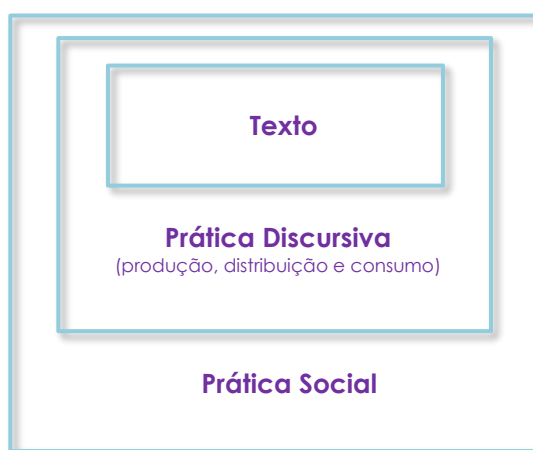 Texto
Prática Discursiva
(produção, distribuição e consumo)
Prática Social